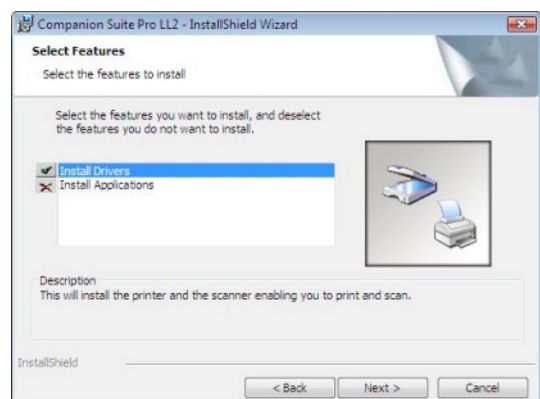 Companion Suite Pro LL2 - InstallShield Wizard
Select Features
Select the features to install
Select the features you want to install, and deselect
the features you do not want to install.
Install Drivers
Install Applications
Description
This will install the printer and the scanner enabling you to print and scan.
InstallShield
< Back
Next >
Cancel